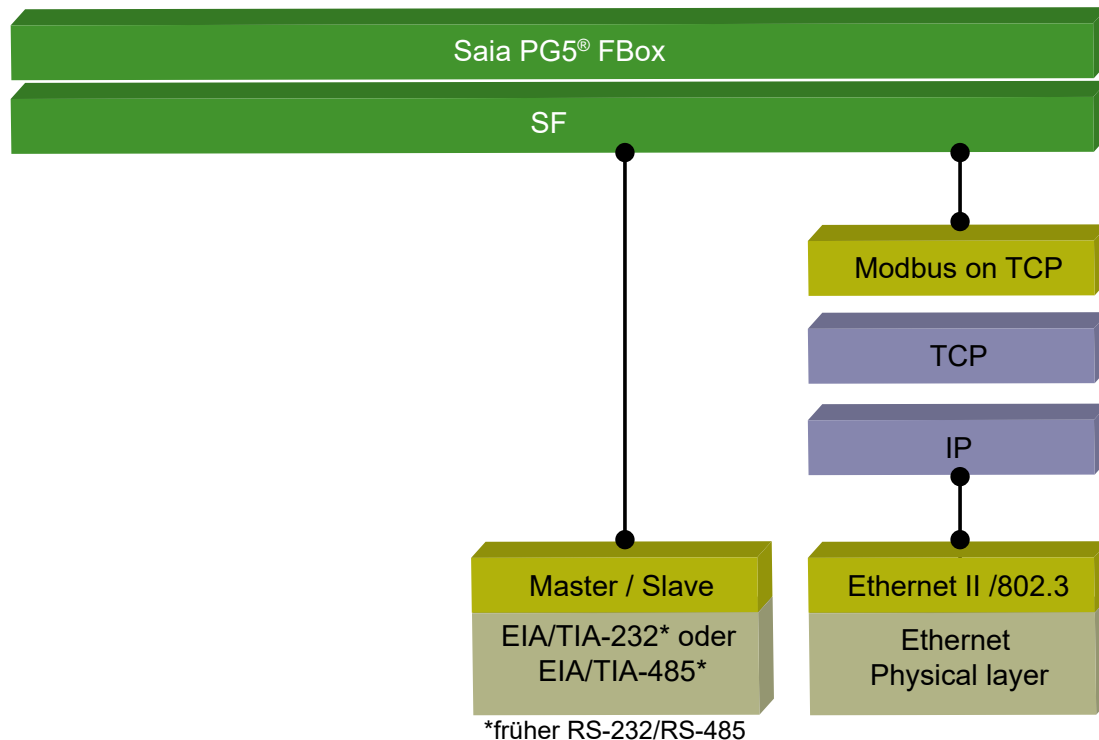 Saia PG5® FBox
SF
Modbus on TCP
TCP
IP
Master / Slave
EIA/TIA-232* oder
EIA/TIA-485*
*früher RS-232/RS-485
Ethernet II /802.3
Ethernet
Physical layer